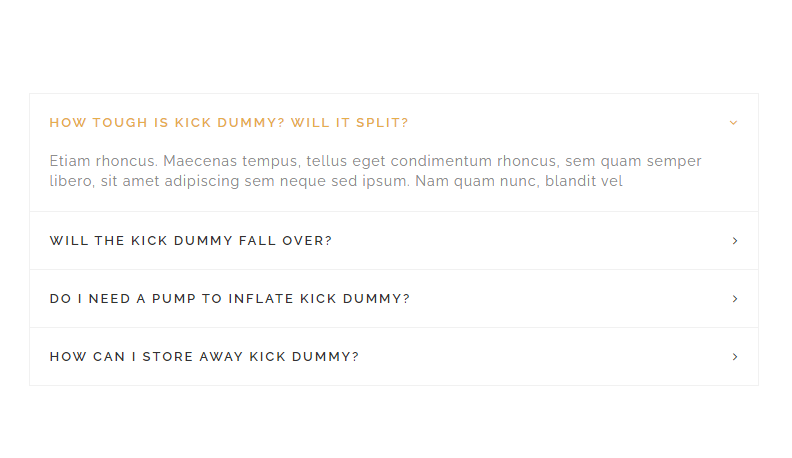 HOW TOUGH IS KICK DUMMY? WILL IT SPLIT?
Etiam rhoncus. Maecenas tempus, tellus eget condimentum rhoncus, sem quam semper
libero, sit amet adipiscing sem neque sed ipsum. Nam quam nunc, blandit vel
WILL THE KICK DUMMY FALL OVER?
DO I NEED A PUMP TO INFLATE KICK DUMMY?
HOW CAN I STORE AWAY KICK DUMMY?